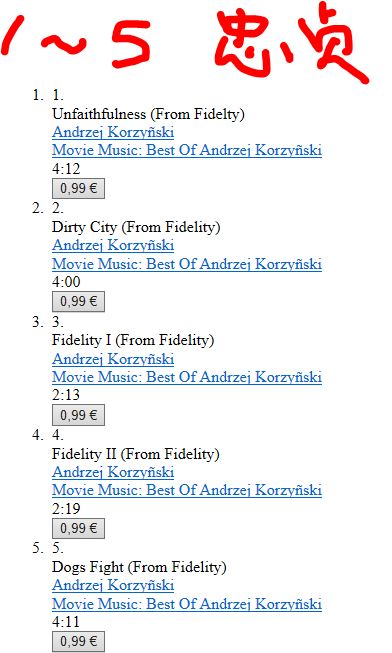 1～5 忠贞
1. 1.
Unfaithfulness (From Fidelty)
Andrzej Korzyñski
Movie Music: Best Of Andrzej Korzyñski
4:12
0,99 €
2. 2.
Dirty City (From Fidelity)
Andrzej Korzyñski
Movie Music: Best Of Andrzej Korzyñski
4:00
0,99 €
3. 3.
Fidelity I (From Fidelity)
Andrzej Korzyñski
Movie Music: Best Of Andrzej Korzyñski
2:13
0,99 €
4. 4.
Fidelity II (From Fidelity)
Andrzej Korzyñski
Movie Music: Best Of Andrzej Korzyñski
2:19
0,99 €
5. 5.
Dogs Fight (From Fidelity)
Andrzej Korzyñski
Movie Music: Best Of Andrzej Korzyñski
4:11
0,99 €